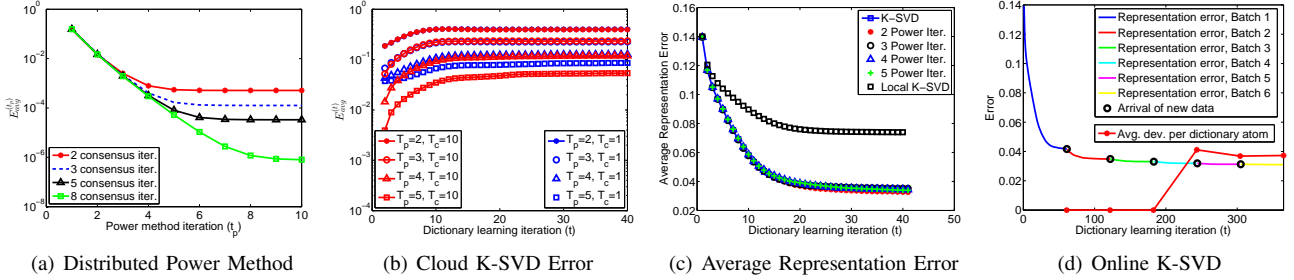 10^0
10^-2
10^-4
10^-6
10^-8
0 2 4 6 8 10
E_avg^(t_p)
Power method iteration (t_p)
2 consensus iter.
3 consensus iter.
5 consensus iter.
8 consensus iter.
(a) Distributed Power Method
10^0
10^-1
10^-2
10^-3
10^-4
0 10 20 30 40
E_avg^(t)
Dictionary learning iteration (t)
T_p=2, T_c=10
T_p=3, T_c=10
T_p=4, T_c=10
T_p=5, T_c=10
T_p=2, T_c=1
T_p=3, T_c=1
T_p=4, T_c=1
T_p=5, T_c=1
(b) Cloud K-SVD Error
0.16
0.14
0.12
0.1
0.08
0.06
0.04
0.02
0 10 20 30 40 50
Average Representation Error
Dictionary learning iteration (t)
K-SVD
2 Power Iter.
3 Power Iter.
4 Power Iter.
5 Power Iter.
Local K-SVD
(c) Average Representation Error
0.14
0.12
0.1
0.08
0.06
0.04
0.02
0
0 100 200 300
Error
Dictionary learning iteration (t)
Representation error, Batch 1
Representation error, Batch 2
Representation error, Batch 3
Representation error, Batch 4
Representation error, Batch 5
Representation error, Batch 6
Arrival of new data
Avg. dev. per dictionary atom
(d) Online K-SVD